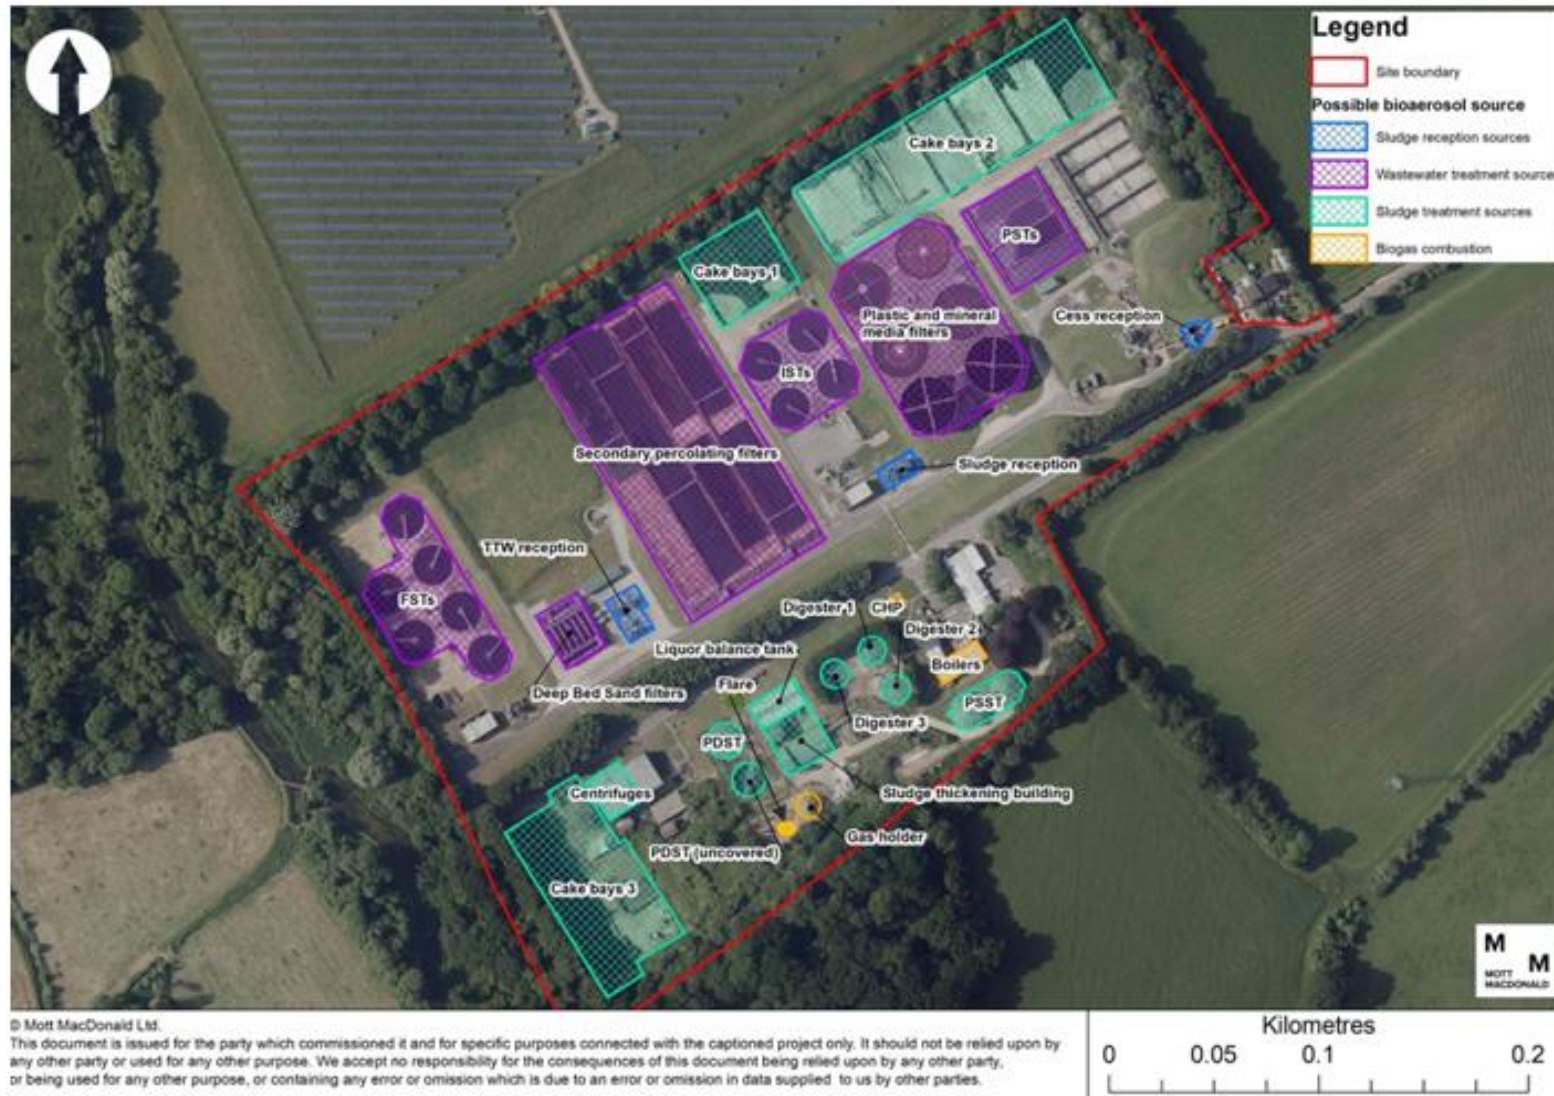 Legend
Site boundary
Possible bioaerosol source
Sludge reception sources
Wastewater treatment source
Sludge treatment sources
Biogas combustion
Cake bays 2
PSTs
Cake bays 1
Plastic and mineral
media filters
Cess reception
ISTs
Secondary percolating filters
Sludge reception
TTW reception
FSTs
Digester 1
CHP
Digester 2
Liquor balance tank
Boilers
Flare
Deep Bed Sand filters
PSST
Digester 3
PDST
Centrifuges
Sludge thickening building
Gas holder
PDST (uncovered)
Cake bays 3
M
M
MOTT
MACDONALD
© Mott MacDonald Ltd.
This document is issued for the party which commissioned it and for specific purposes connected with the captioned project only. It should not be relied upon by
any other party or used for any other purpose. We accept no responsibility for the consequences of this document being relied upon by any other party,
or being used for any other purpose, or containing any error or omission which is due to an error or omission in data supplied to us by other parties.
Kilometres
0 0.05 0.1 0.2